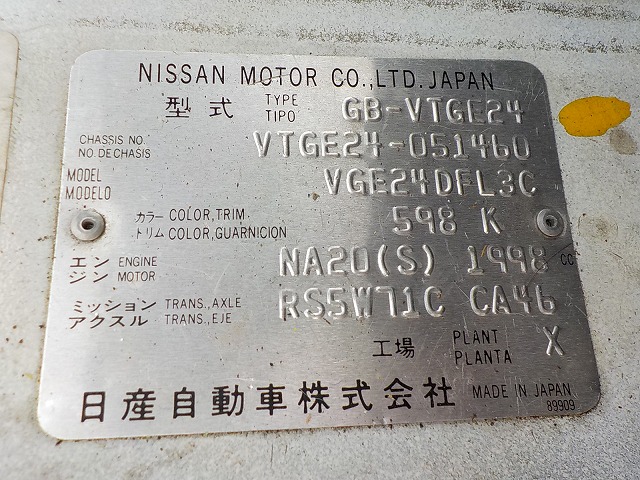 NISSAN MOTOR CO.,LTD. JAPAN
型式 TYPE TIPO GB-VTGE24
CHASSIS NO. NO. DE CHASIS VTGE24-051460
MODEL MODELO VGE24DFL3C
カラー COLOR,TRIM
トリム COLOR,GUARNICION 598 K
エンジン ENGINE MOTOR NA20(S) 1998 CC
ミッション TRANS.,AXLE
アクスル TRANS.,EJE RS5W71C CA46
工場 PLANT PLANTA X
日産自動車株式会社 MADE IN JAPAN
89909